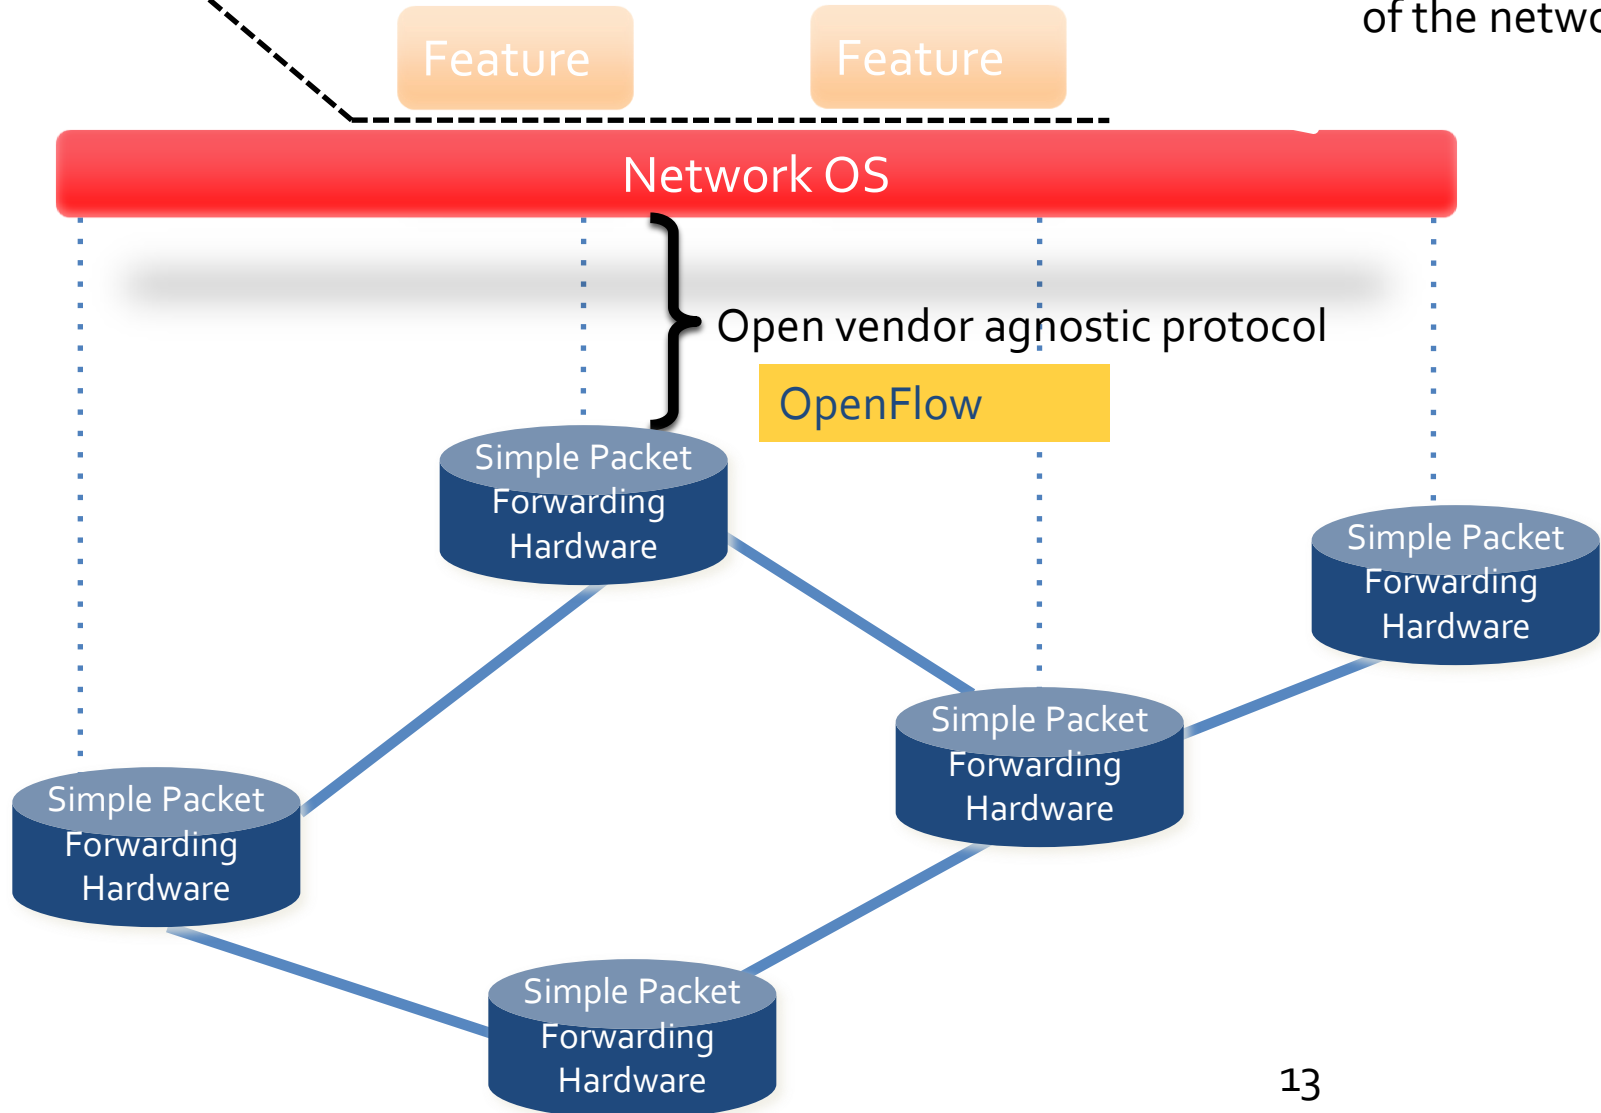 of the netwo
Feature
Feature
Network OS
Open vendor agnostic protocol
OpenFlow
Simple Packet
Forwarding
Hardware
Simple Packet
Forwarding
Hardware
Simple Packet
Forwarding
Hardware
Simple Packet
Forwarding
Hardware
Simple Packet
Forwarding
Hardware
13